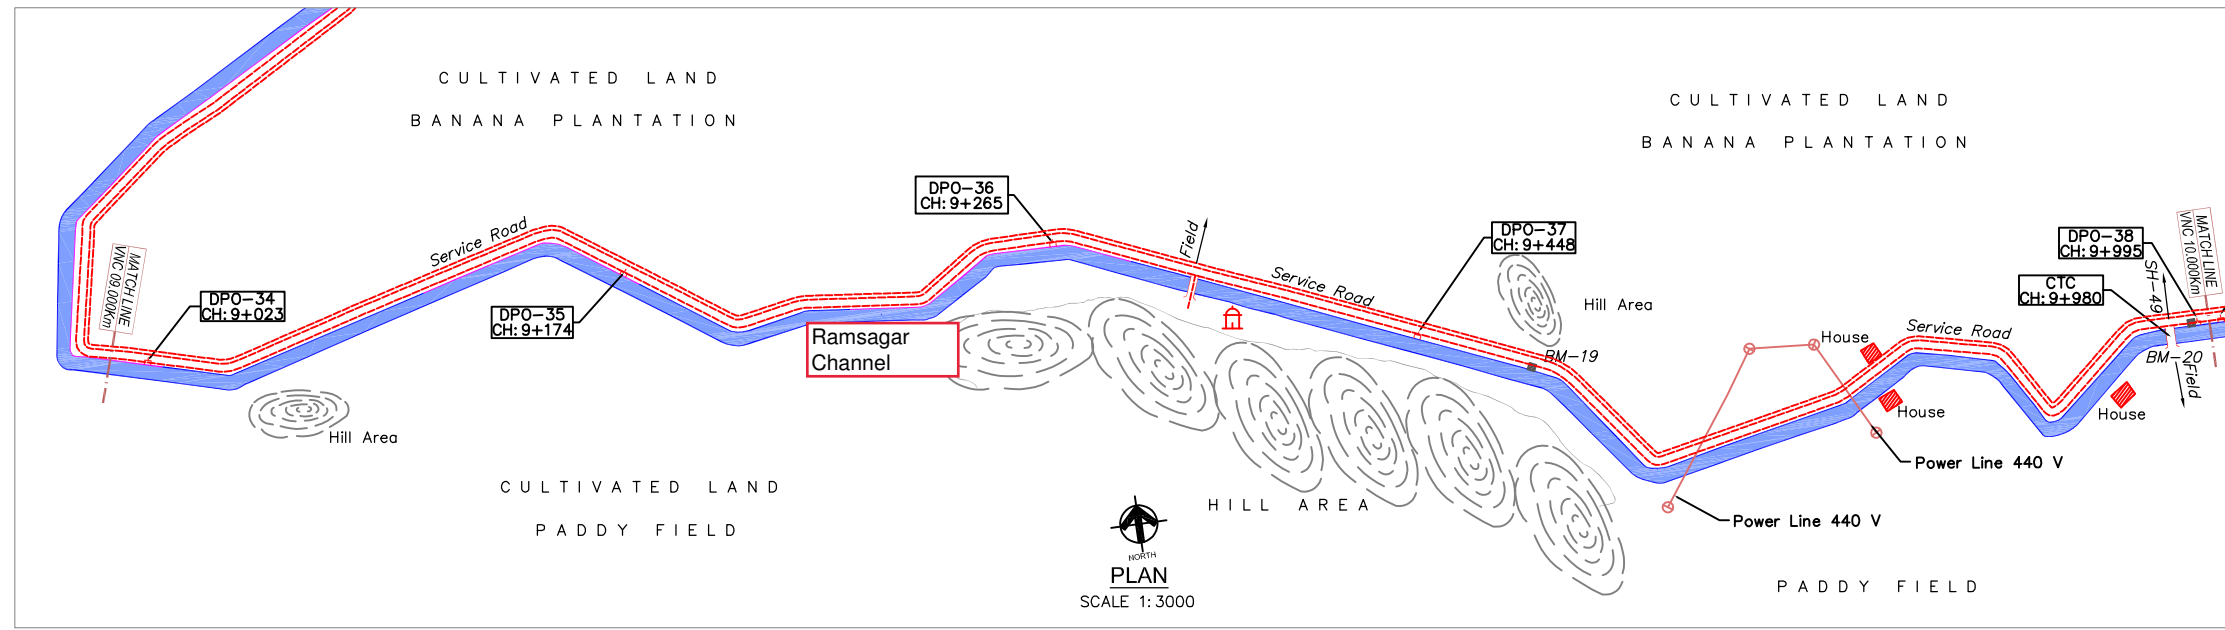 CULTIVATED LAND
BANANA PLANTATION
CULTIVATED LAND
BANANA PLANTATION
DPO-36
CH:9+265
Field
Service Road
DPO-37
CH:9+448
Service Road
MATCH LINE
VNC 09.000Km
DPO-34
CH:9+023
DPO-35
CH:9+174
Ramsagar
Channel
Hill Area
BM-19
House
Service Road
DPO-38
CH:9+995
CTC
CH:9+980
SH-49
MATCH LINE
VNC 10.000Km
BM-20
Field
House
House
Hill Area
Power Line 440 V
Power Line 440 V
CULTIVATED LAND
PADDY FIELD
HILL AREA
NORTH
PLAN
SCALE 1:3000
PADDY FIELD